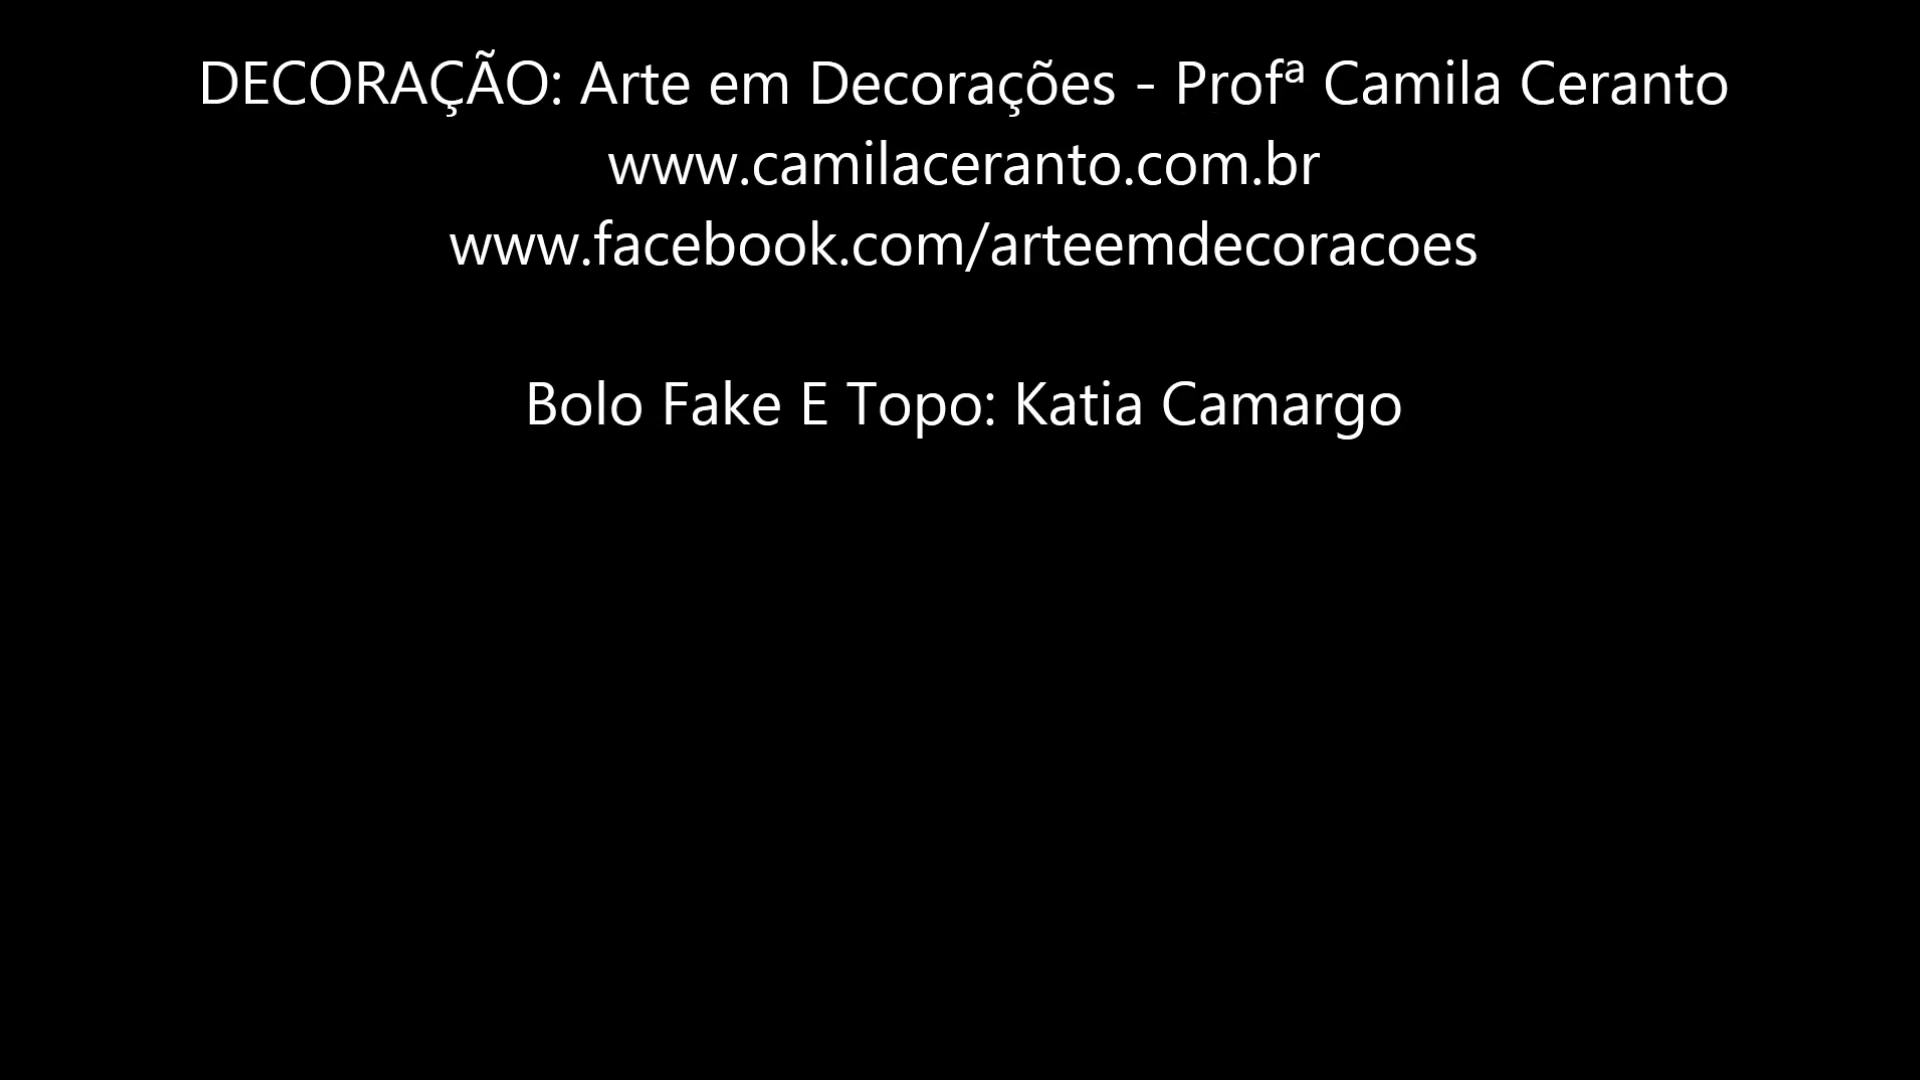 DECORAÇÃO: Arte em Decorações - Profª Camila Ceranto
www.camilaceranto.com.br
www.facebook.com/arteemdecoracoes
Bolo Fake E Topo: Katia Camargo